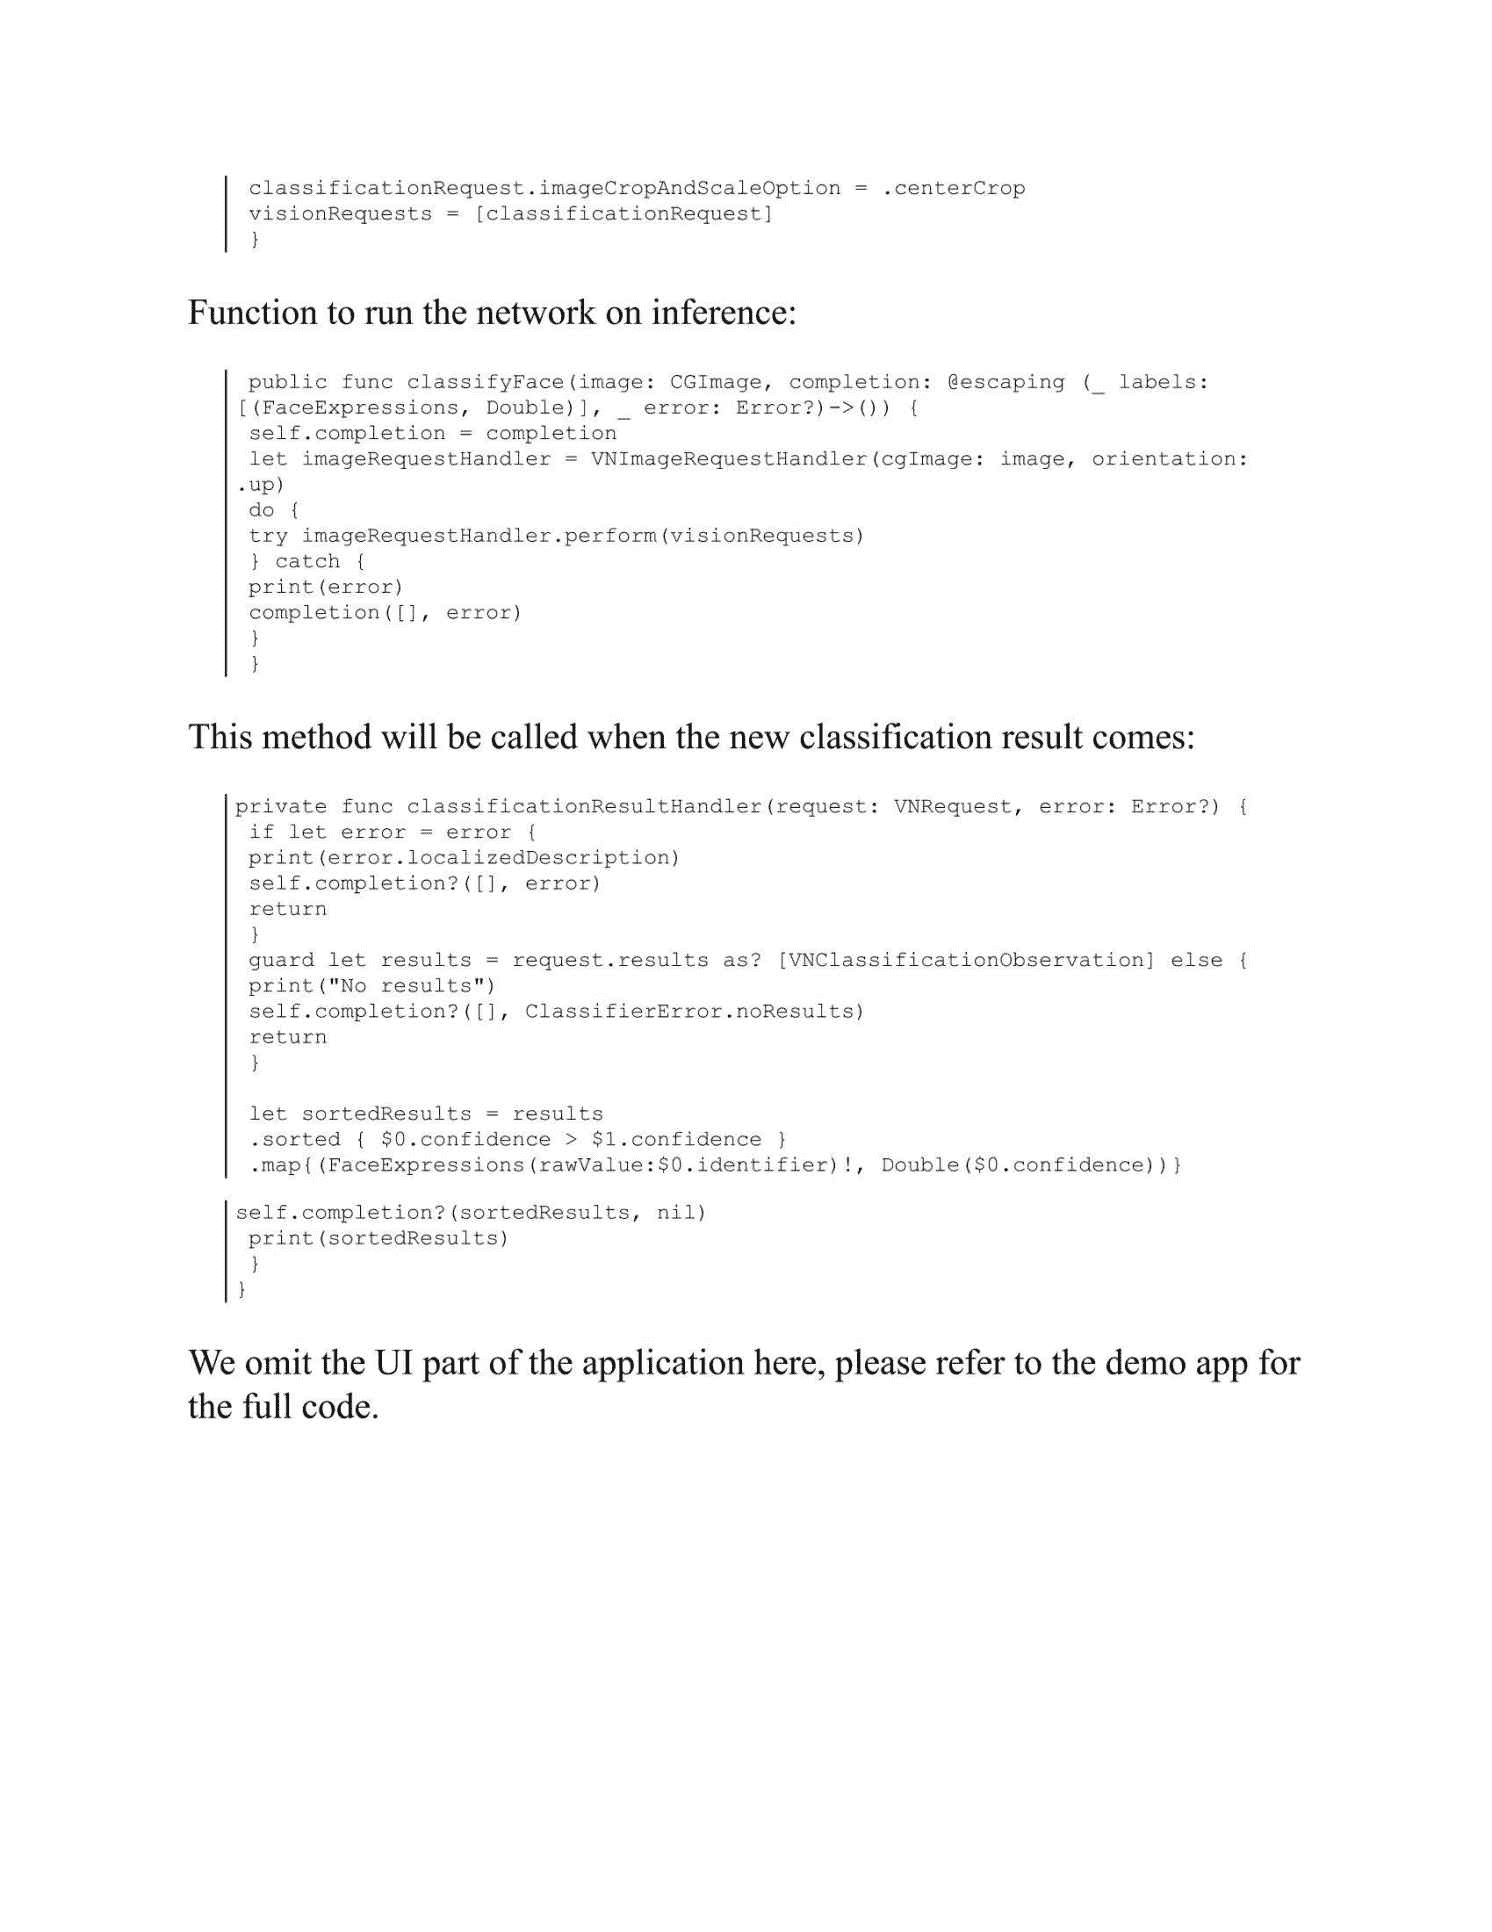 classificationRequest.imageCropAndScaleOption = .centerCrop
visionRequests = [classificationRequest]
}
Function to run the network on inference:
public func classifyFace(image: CGImage, completion: @escaping (_ labels:
[(FaceExpressions, Double)], _ error: Error?)->()) {
self.completion = completion
let imageRequestHandler = VNImageRequestHandler(cgImage: image, orientation:
.up)
do {
try imageRequestHandler.perform(visionRequests)
} catch {
print(error)
completion([], error)
}
}
This method will be called when the new classification result comes:
private func classificationResultHandler(request: VNRequest, error: Error?) {
if let error = error {
print(error.localizedDescription)
self.completion?([], error)
return
}
guard let results = request.results as? [VNClassificationObservation] else {
print("No results")
self.completion?([], ClassifierError.noResults)
return
}
let sortedResults = results
.sorted { $0.confidence > $1.confidence }
.map{(FaceExpressions(rawValue:$0.identifier)!, Double($0.confidence))}
self.completion?(sortedResults, nil)
print(sortedResults)
}
}
We omit the UI part of the application here, please refer to the demo app for
the full code.